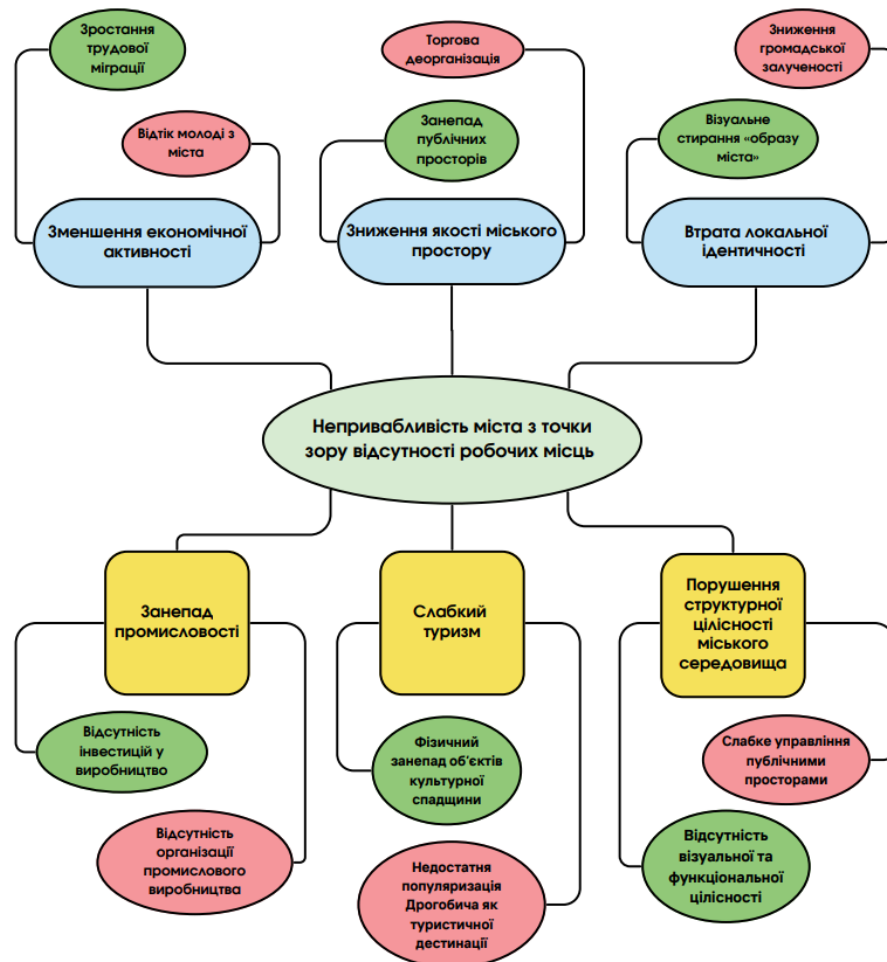 Зростання
трудової
міграції
Торгова
деорганізація
Зниження
громадської
залученості
Відтік молоді з
міста
Занепад
публічних
просторів
Візуальне
стирання «образу
міста»
Зменшення економічної
активності
Зниження якості міського
простору
Втрата локальної
ідентичності
Непривабливість міста з точки
зору відсутності робочих місць
Занепад
промисловості
Слабкий
туризм
Порушення
структурної
цілісності
міського
середовища
Відсутність
інвестицій у
виробництво
Фізичний
занепад об'єктів
культурної
спадщини
Слабке управління
публічними
просторами
Відсутність
організації
промислового
виробництва
Недостатня
популяризація
Дрогобича як
туристичної
дестинації
Відсутність
візуальної та
функціональної
цілісності